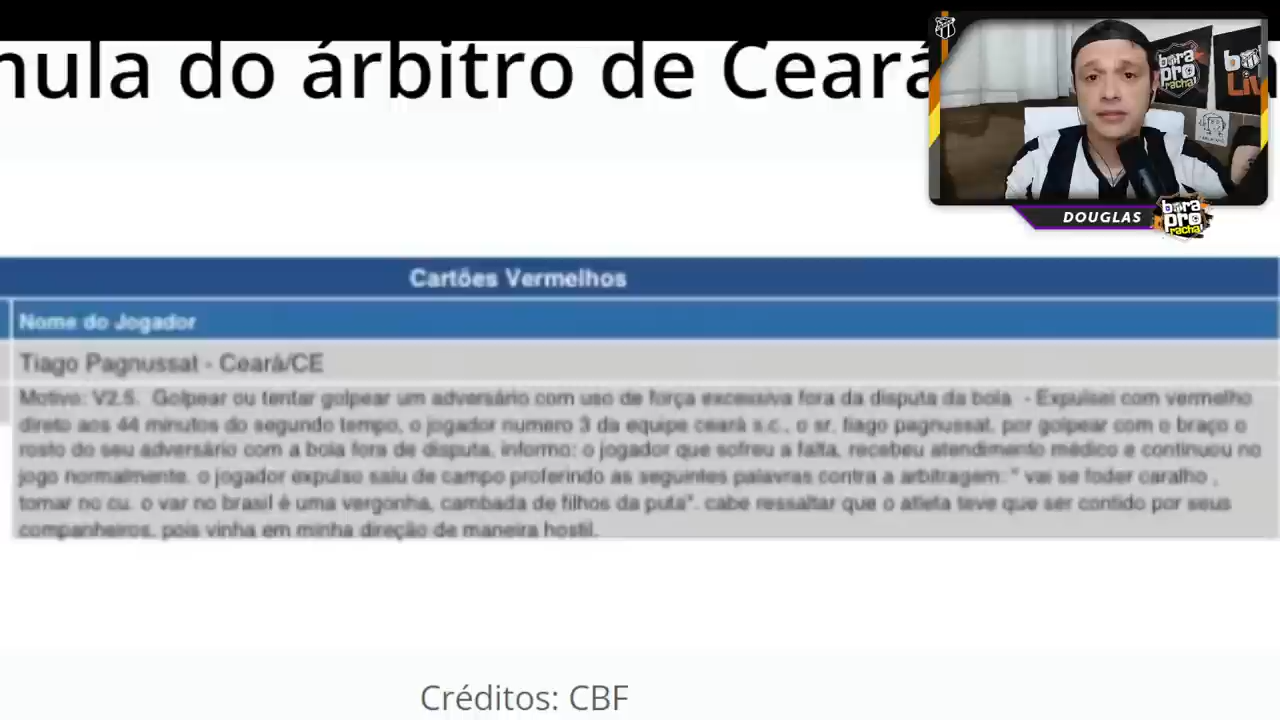 nula do árbitro de Ceará
bora
pro
racha!
LIV
DOUGLAS
bora
pro
racha!
Cartões Vermelhos
Nome do Jogador
Tiago Pagnussat - Ceará/CE
Motivo: V2.5. Golpear ou tentar golpear um adversário com uso de força excessiva fora da disputa da bola - Expulsei com vermelho
direto aos 44 minutos do segundo tempo, o jogador numero 3 da equipe ceará s.c., o sr. tiago pagnussat, por golpear com o braço o
rosto do seu adversário com a bola fora de disputa, informo: o jogador que sofreu a falta, recebeu atendimento médico e continuou no
jogo normalmente. o jogador expulso saiu de campo proferindo as seguintes palavras contra a arbitragem: " vai se foder caralho ,
tomar no cu. o var no brasil é uma vergonha, cambada de filhos da puta". cabe ressaltar que o atleta teve que ser contido por seus
companheiros, pois vinha em minha direção de maneira hostil.
Créditos: CBF